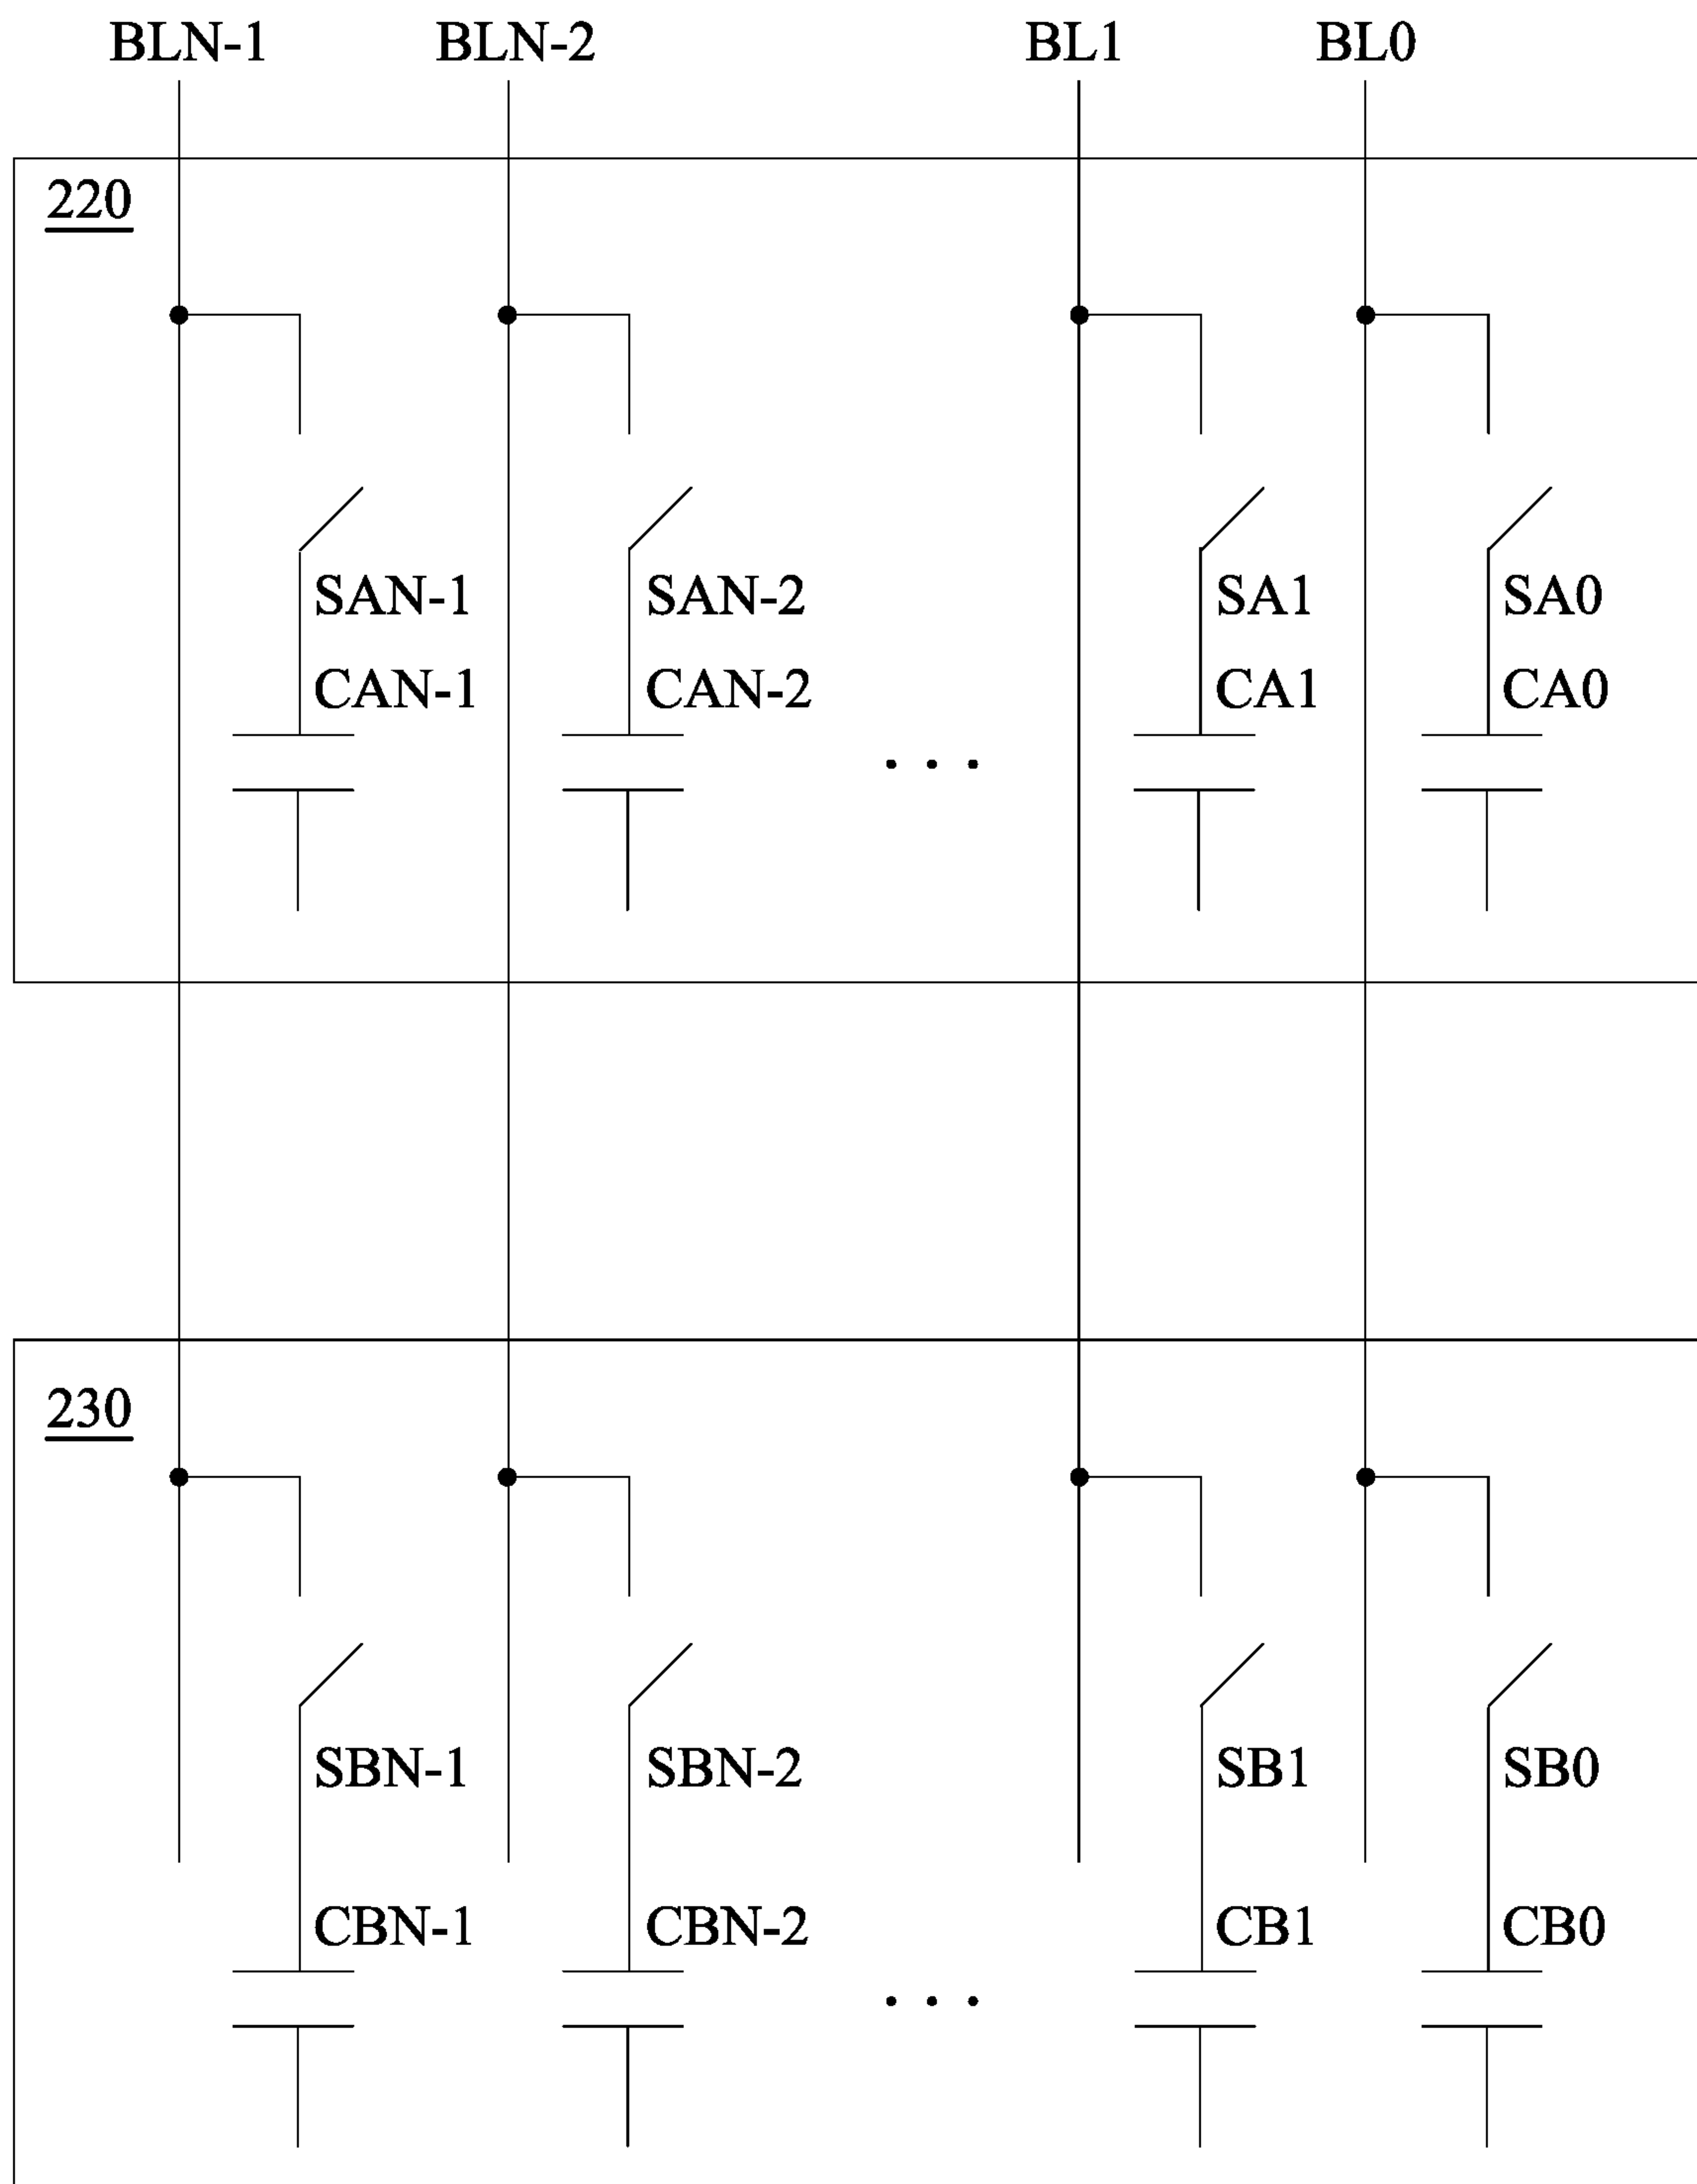 BLN-1 BLN-2 BL1 BL0
220
SAN-1 SAN-2 SA1 SA0
CAN-1 CAN-2 CA1 CA0
. . .
230
SBN-1 SBN-2 SB1 SB0
CBN-1 CBN-2 CB1 CB0
. . .